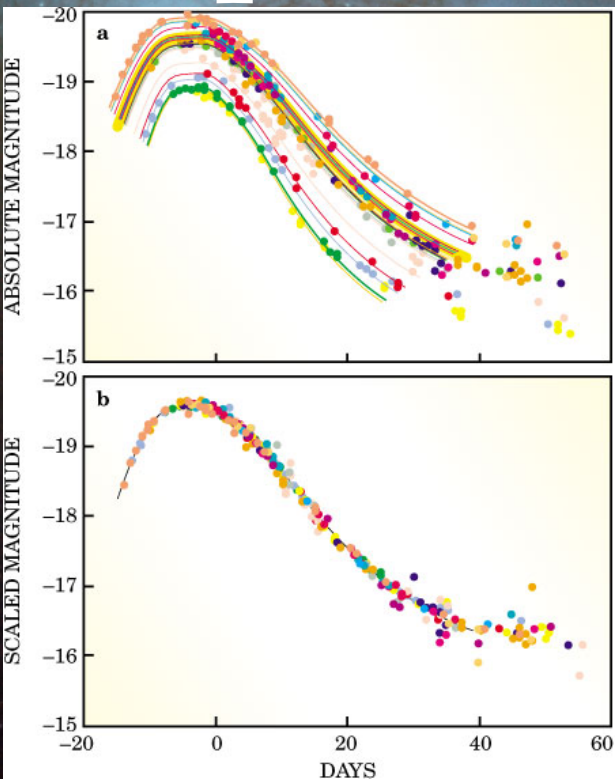 –20
a
–19
–18
–17
–16
–15
ABSOLUTE MAGNITUDE
–20
b
–19
–18
–17
–16
–15
SCALED MAGNITUDE
–20 0 20 40 60
DAYS